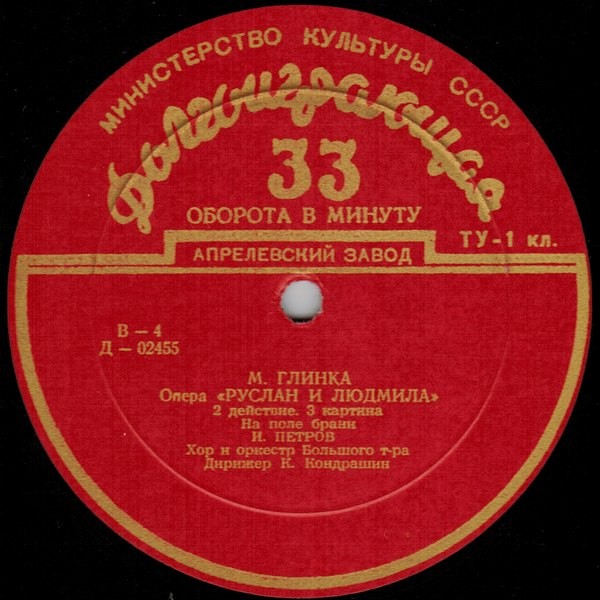 МИНИСТЕРСТВО КУЛЬТУРЫ СССР
Долгоиграющая
33
ОБОРОТА В МИНУТУ
ТУ-1 кл.
АПРЕЛЕВСКИЙ ЗАВОД
В — 4
Д — 02455
М. ГЛИНКА
Опера «РУСЛАН И ЛЮДМИЛА»
2 действие. 3 картина
На поле брани
И. ПЕТРОВ
Хор и оркестр Большого т-ра
Дирижер К. Кондрашин